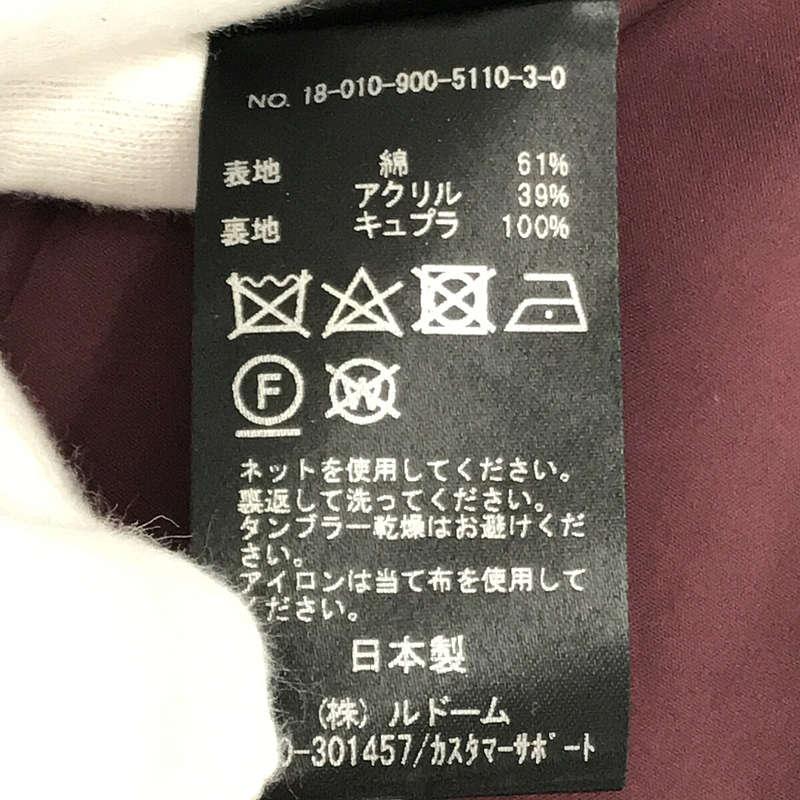 NO. 18-010-900-5110-3-0
表地 綿 61%
アクリル 39%
裏地 キュプラ 100%
F W
ネットを使用してください。
裏返して洗ってください。
タンブラー乾燥はお避けくだ
さい。
アイロンは当て布を使用して
ください。
日本製
(株) ルドーム
0-301457/カスタマーサポート